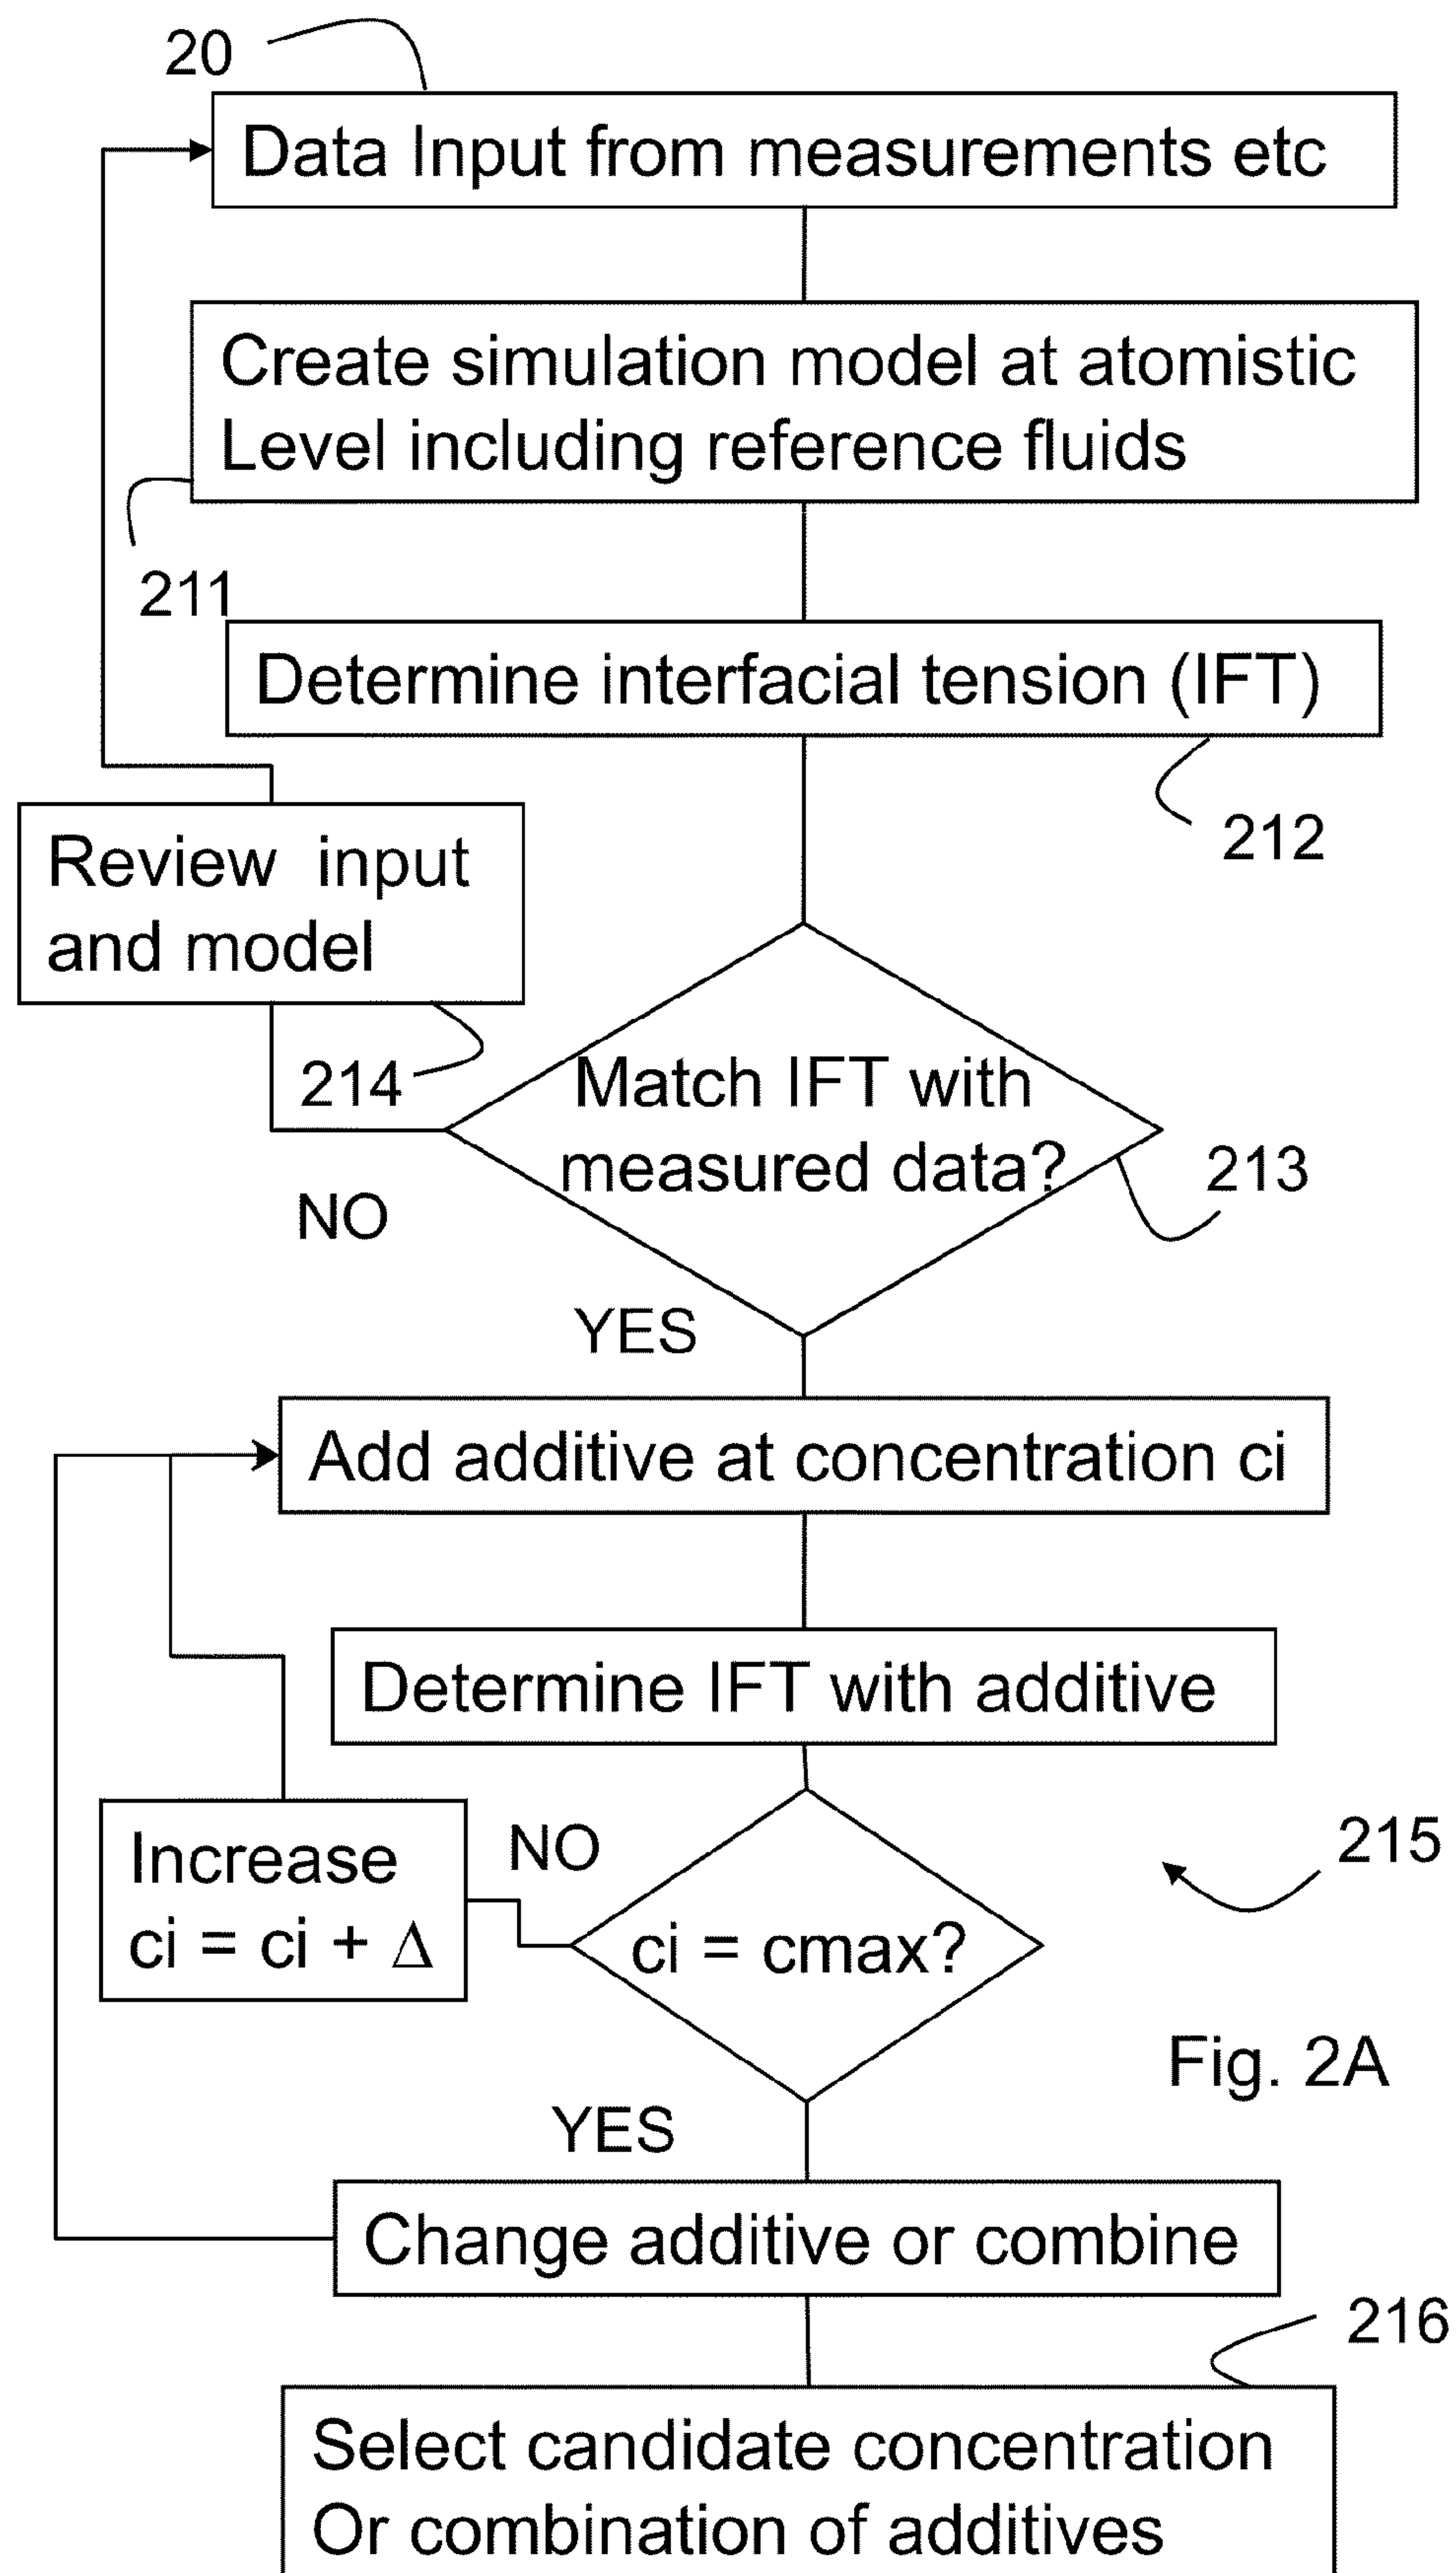 20
Data Input from measurements etc
Create simulation model at atomistic
Level including reference fluids
211
Determine interfacial tension (IFT)
212
Review input
and model
214
Match IFT with
measured data?
213
NO
YES
Add additive at concentration ci
Determine IFT with additive
Increase
ci = ci + Δ
NO
ci = cmax?
215
Fig. 2A
YES
Change additive or combine
216
Select candidate concentration
Or combination of additives